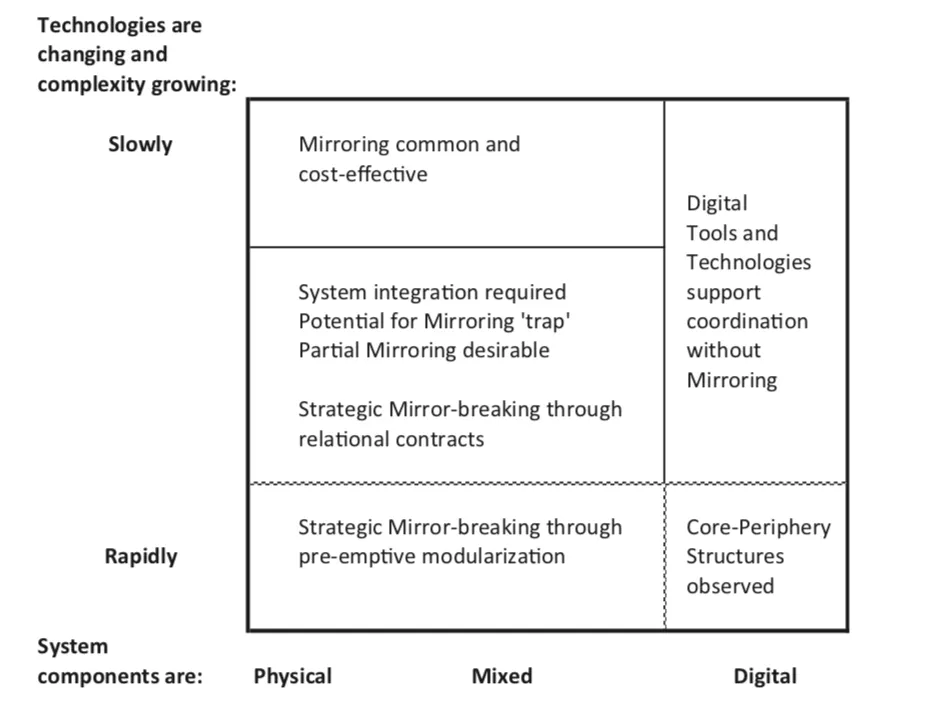 Technologies are
changing and
complexity growing:
Slowly
Mirroring common and
cost-effective
Digital
Tools and
Technologies
support
coordination
without
Mirroring
System integration required
Potential for Mirroring 'trap'
Partial Mirroring desirable
Strategic Mirror-breaking through
relational contracts
Rapidly
Strategic Mirror-breaking through
pre-emptive modularization
Core-Periphery
Structures
observed
System
components are:
Physical
Mixed
Digital